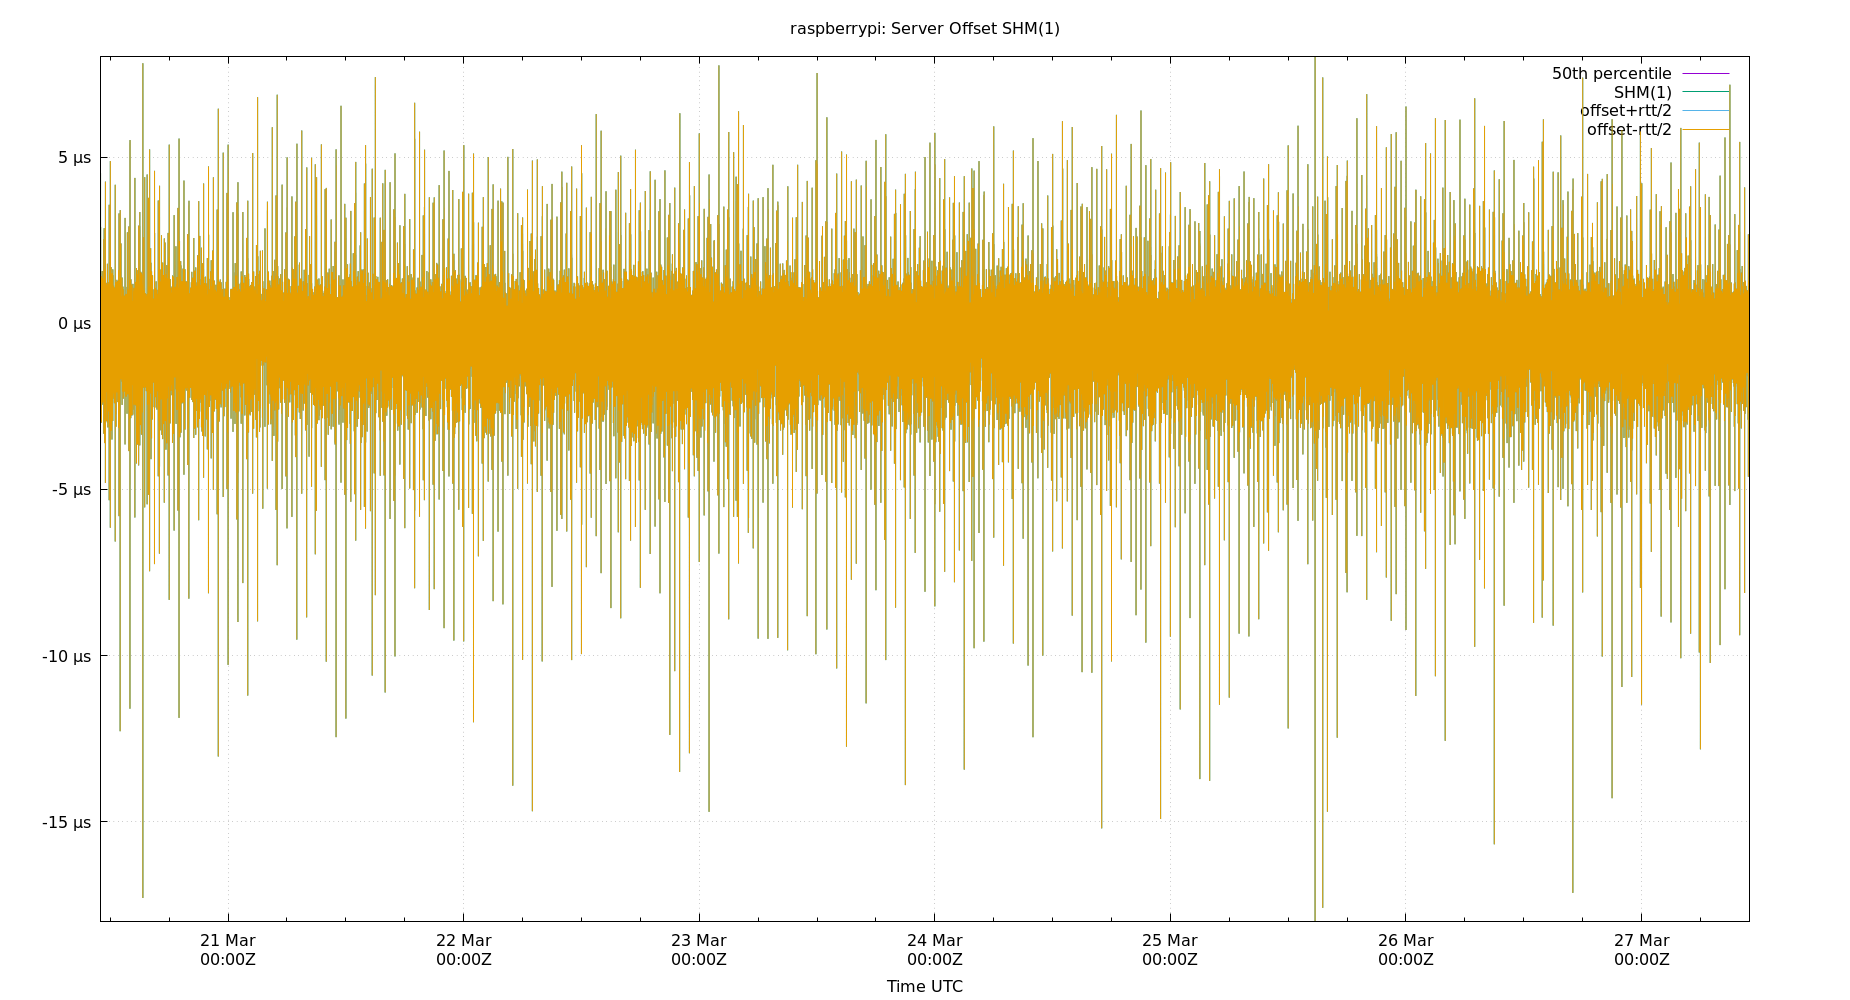 raspberrypi: Server Offset SHM(1)
50th percentile
SHM(1)
offset+rtt/2
offset-rtt/2
5 µs
0 µs
-5 µs
-10 µs
-15 µs
21 Mar 22 Mar 23 Mar 24 Mar 25 Mar 26 Mar 27 Mar
00:00Z 00:00Z 00:00Z 00:00Z 00:00Z 00:00Z 00:00Z
Time UTC